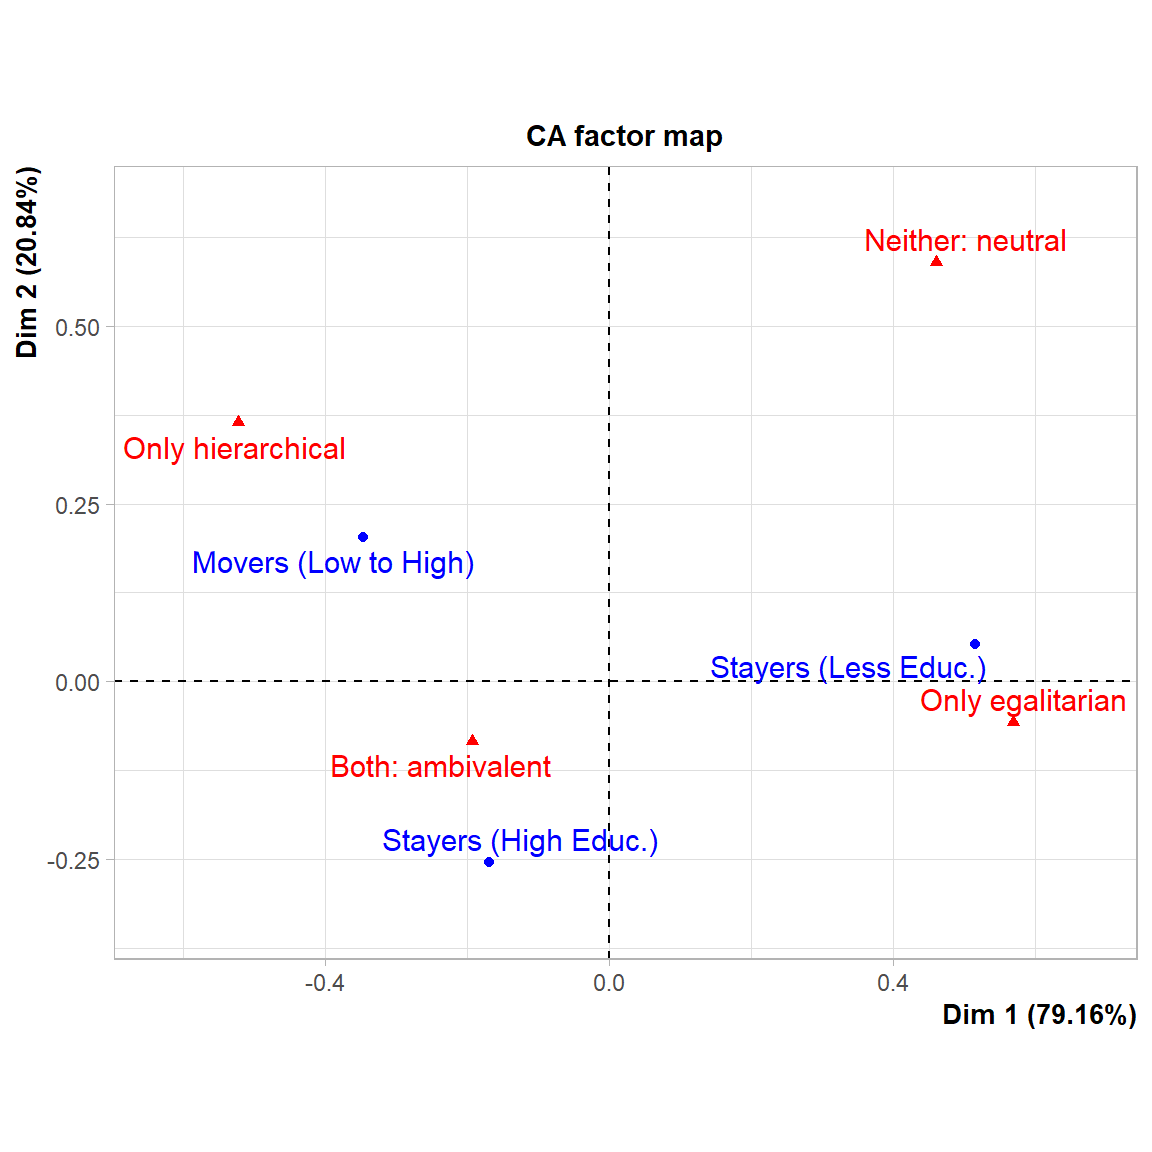 CA factor map
Dim 2 (20.84%)
Neither: neutral
0.50
Only hierarchical
0.25
Movers (Low to High)
Stayers (Less Educ.)
0.00
Only egalitarian
Both: ambivalent
Stayers (High Educ.)
-0.25
-0.4 0.0 0.4
Dim 1 (79.16%)